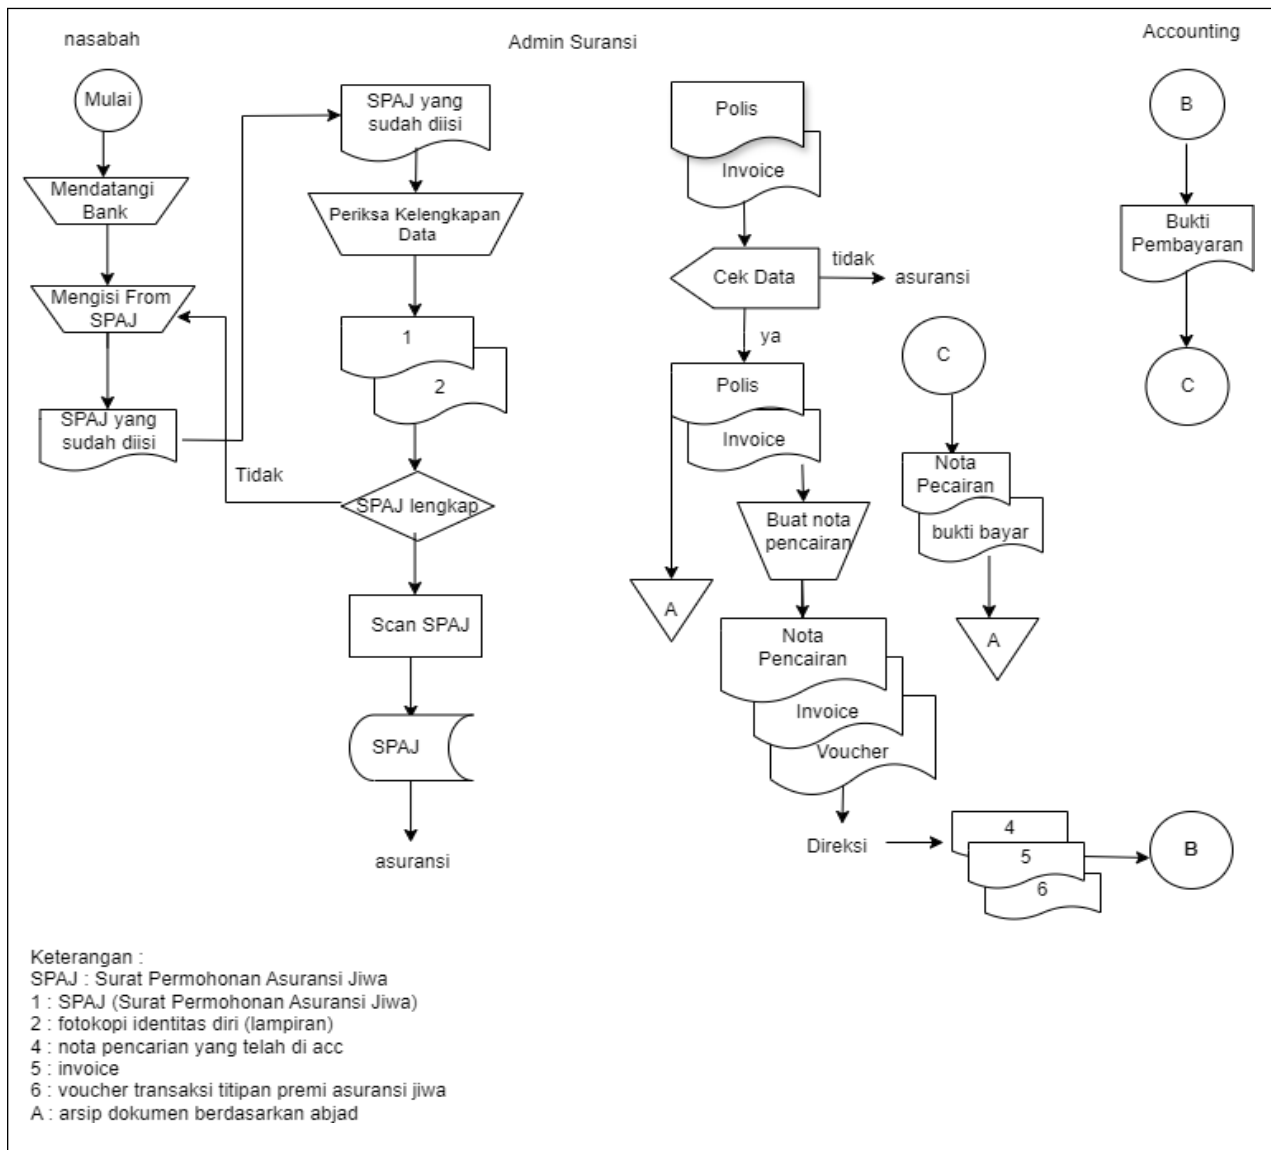 nasabah
Mulai
Mendatangi
Bank
Mengisi From
SPAJ
SPAJ yang
sudah diisi
Admin Suransi
SPAJ yang
sudah diisi
Periksa Kelengkapan
Data
1
2
Tidak
SPAJ lengkap
Scan SPAJ
SPAJ
asuransi
Polis
Invoice
Cek Data
tidak
asuransi
ya
Polis
Invoice
A
Buat nota
pencairan
Nota
Pencairan
Invoice
Voucher
Direksi
4
5
6
B
C
Nota
Pecairan
bukti bayar
A
Accounting
B
Bukti
Pembayaran
C
Keterangan :
SPAJ : Surat Permohonan Asuransi Jiwa
1 : SPAJ (Surat Permohonan Asuransi Jiwa)
2 : fotokopi identitas diri (lampiran)
4 : nota pencarian yang telah di acc
5 : invoice
6 : voucher transaksi titipan premi asuransi jiwa
A : arsip dokumen berdasarkan abjad